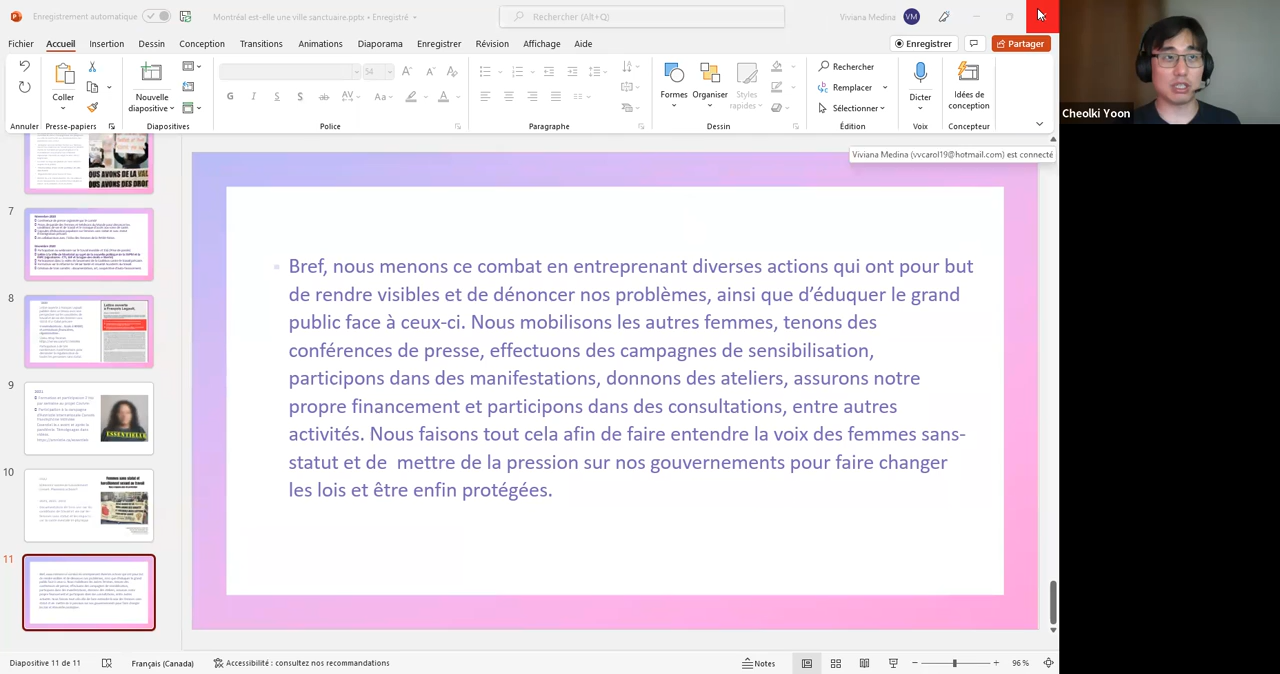 Enregistrement automatique
Montréal est-elle une ville sanctuaire.pptx • Enregistré
Rechercher (Alt+Q)
Viviana Medina
VM
Fichier
Accueil
Insertion
Dessin
Conception
Transitions
Animations
Diaporama
Enregistrer
Révision
Affichage
Aide
Enregistrer
Partager
Coller
Nouvelle
diapositive
54
G
I
S
S
ab
AV
Aa
A
Formes
Organiser
Styles
rapides
Rechercher
Remplacer
Sélectionner
Dicter
Idées de
conception
Annuler
Presse-papiers
Diapositives
Police
Paragraphe
Dessin
Édition
Voix
Concepteur
Viviana Medina (vvcarol19@hotmail.com) est connecté
Cheolki Yoon
7
8
9
10
11
Bref, nous menons ce combat en entreprenant diverses actions qui ont pour but
de rendre visibles et de dénoncer nos problèmes, ainsi que d'éduquer le grand
public face à ceux-ci Nous mobilisons les autres femmes, tenons des
conférences de presse, effectuons des campagnes de sensibilisation,
participons dans des manifestations, donnons des ateliers, assurons notre
propre financement et participons dans des consultations, entre autres
activités. Nous faisons tout cela afin de faire entendre la voix des femmes sans-
statut et de mettre de la pression sur nos gouvernements pour faire changer
les lois et être enfin protégées.
Diapositive 11 de 11
Français (Canada)
Accessibilité : consultez nos recommandations
Notes
96 %